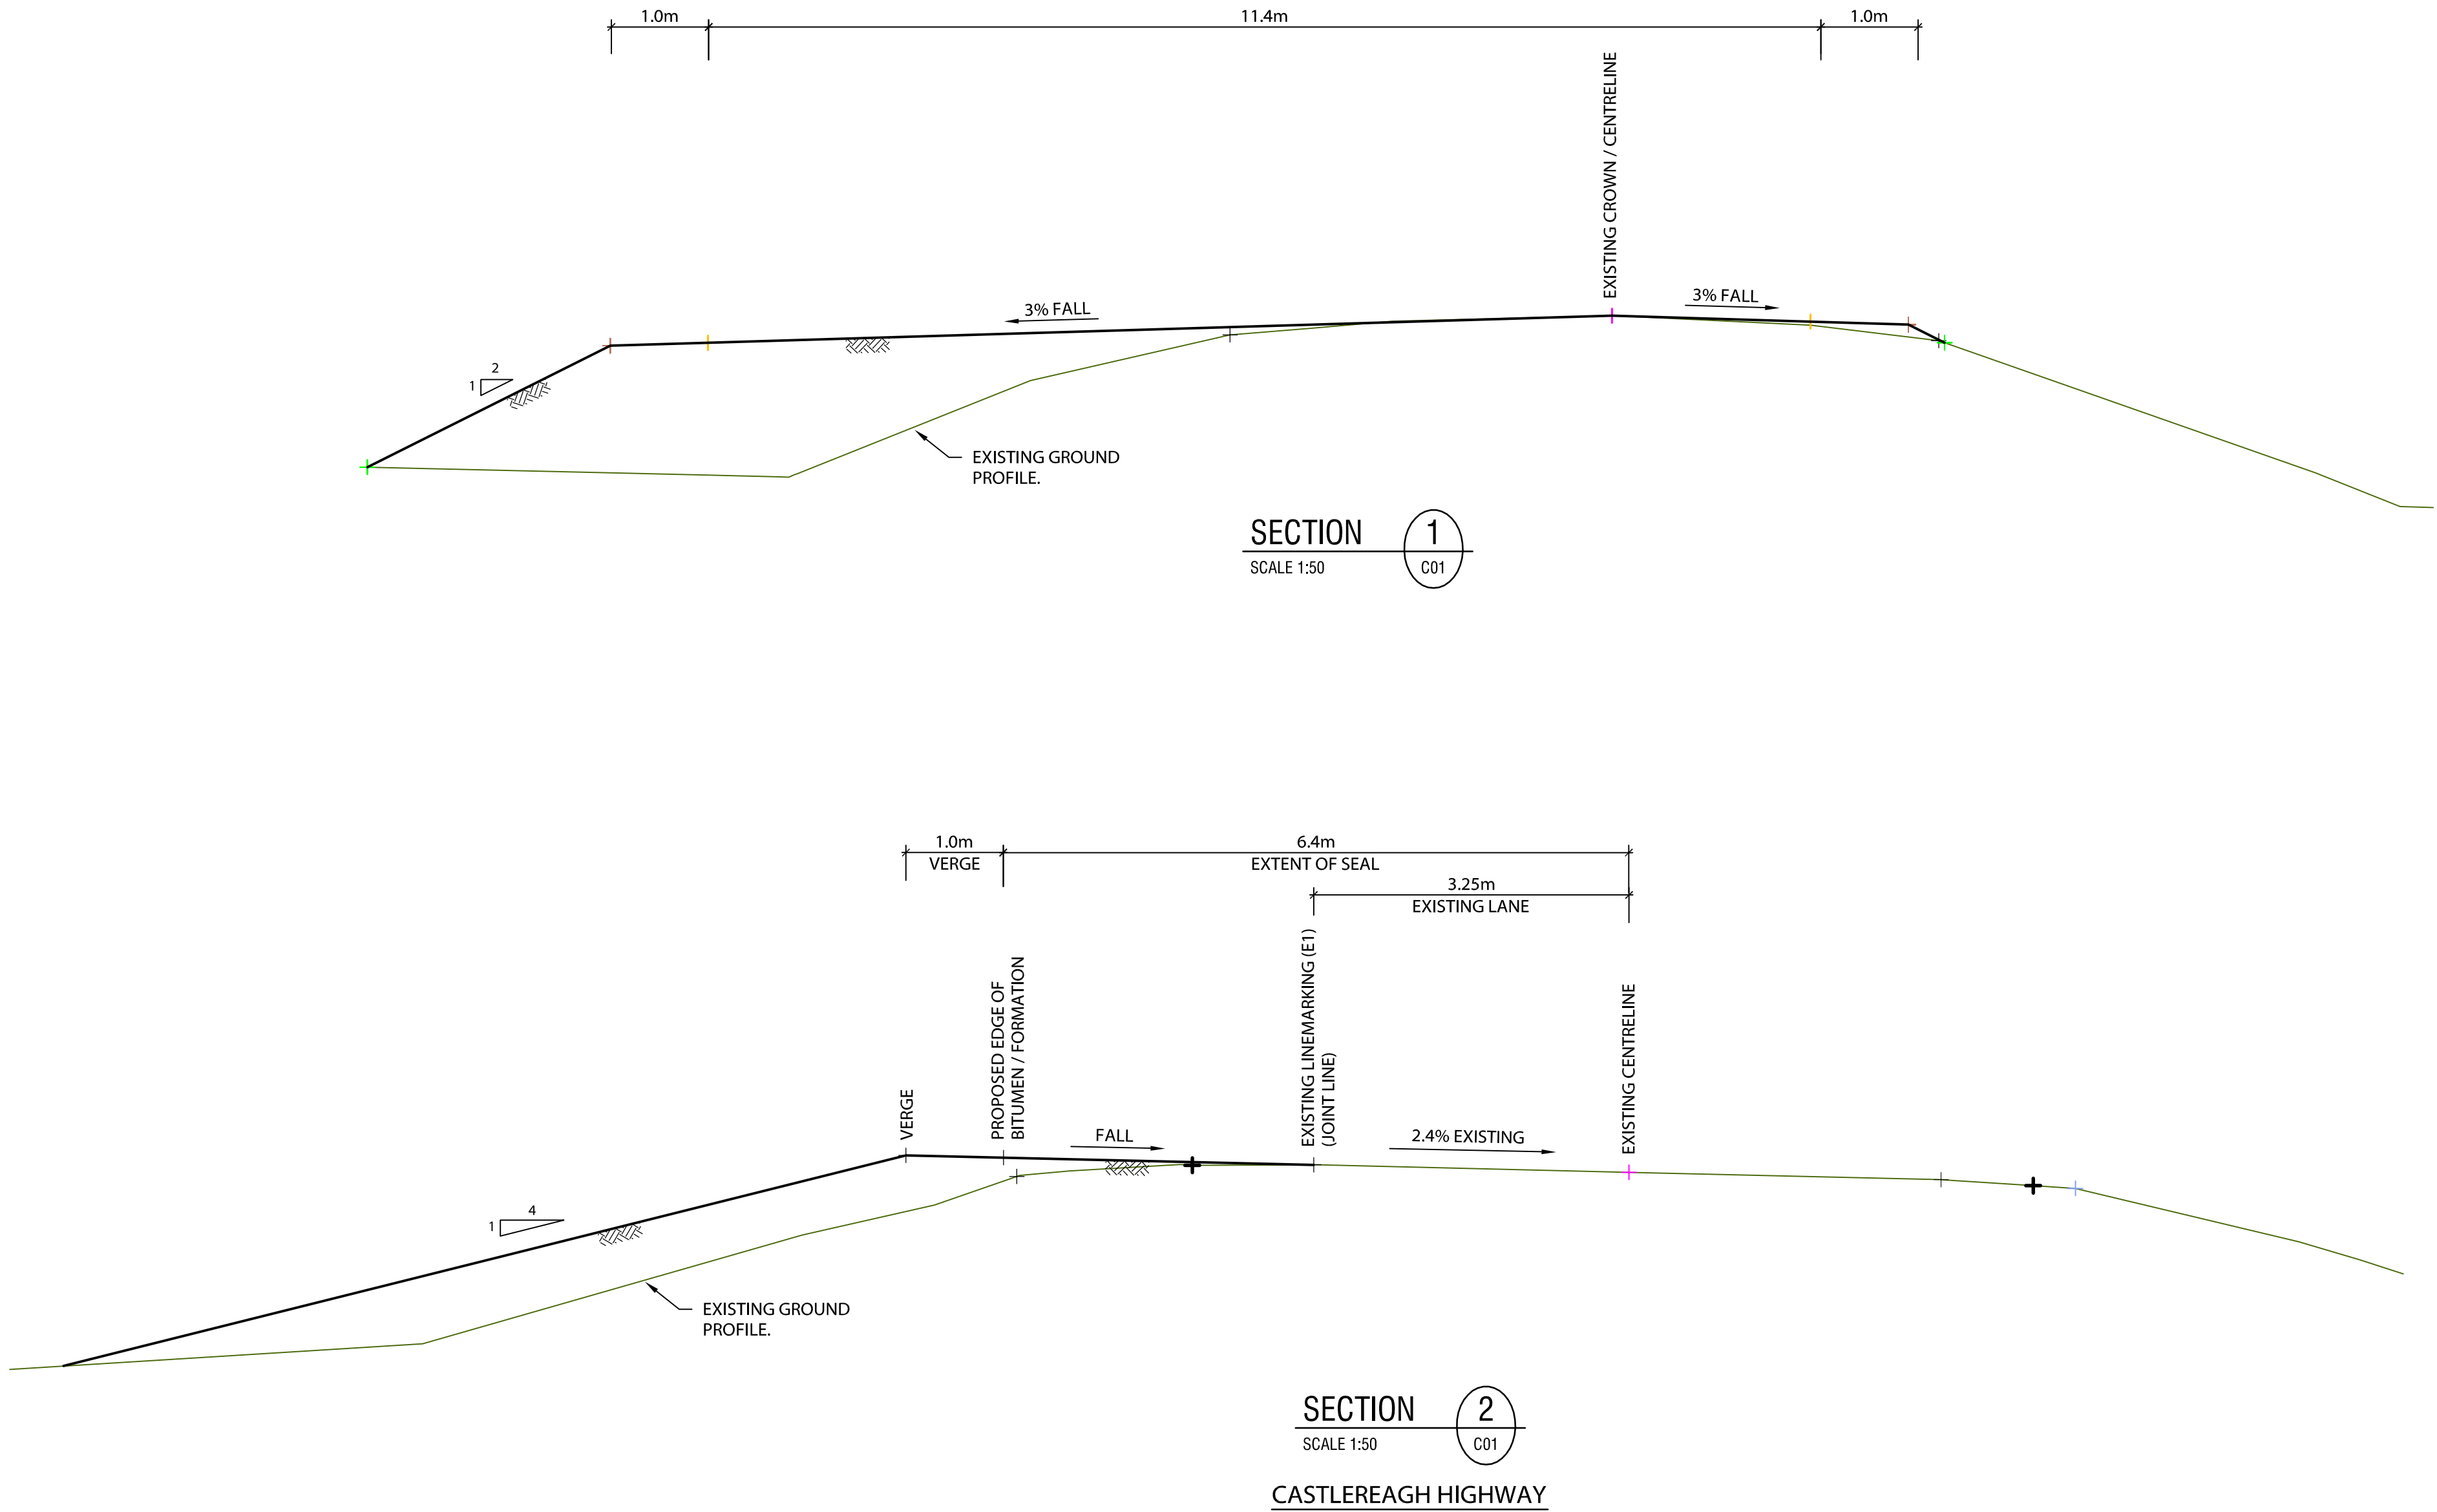 1.0m
11.4m
1.0m
EXISTING CROWN / CENTRELINE
3% FALL
3% FALL
2
1
EXISTING GROUND
PROFILE.
SECTION
1
SCALE 1:50
C01
1.0m
VERGE
6.4m
EXTENT OF SEAL
3.25m
EXISTING LANE
VERGE
PROPOSED EDGE OF
BITUMEN / FORMATION
EXISTING LINEMARKING (E1)
(JOINT LINE)
EXISTING CENTRELINE
FALL
2.4% EXISTING
4
1
EXISTING GROUND
PROFILE.
SECTION
2
SCALE 1:50
C01
CASTLEREAGH HIGHWAY